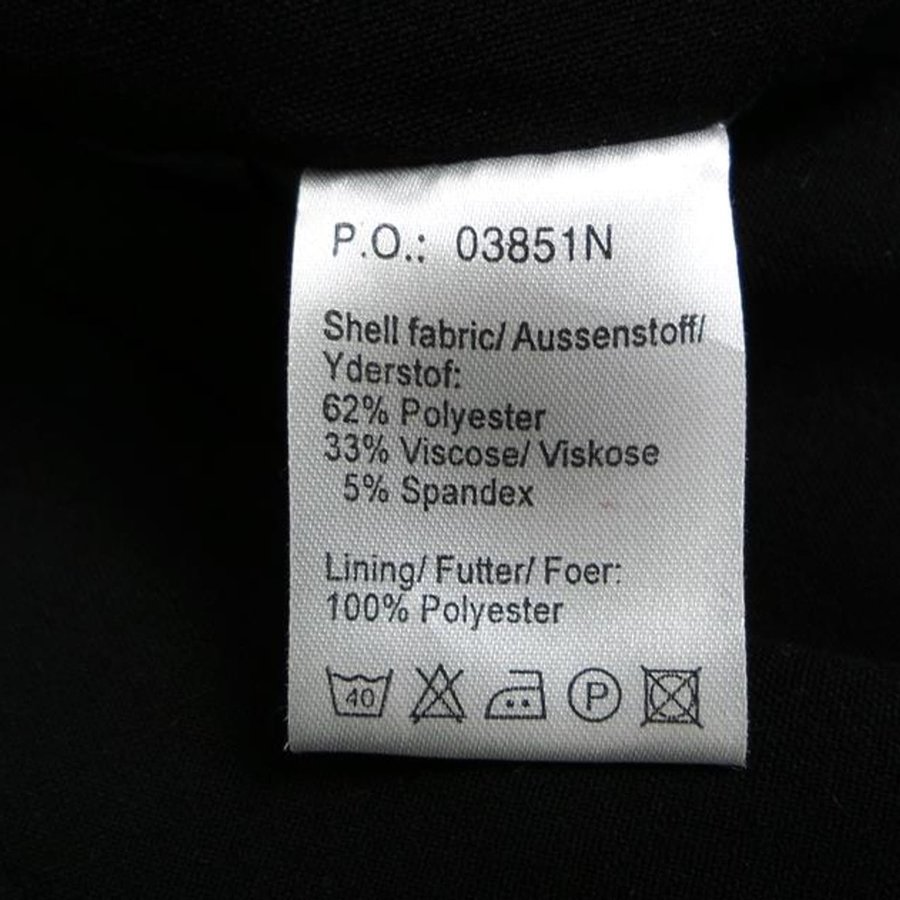 P.O.: 03851N
Shell fabric/ Aussenstoff/
Yderstof:
62% Polyester
33% Viscose/ Viskose
5% Spandex
Lining/ Futter/ Foer:
100% Polyester
40 P